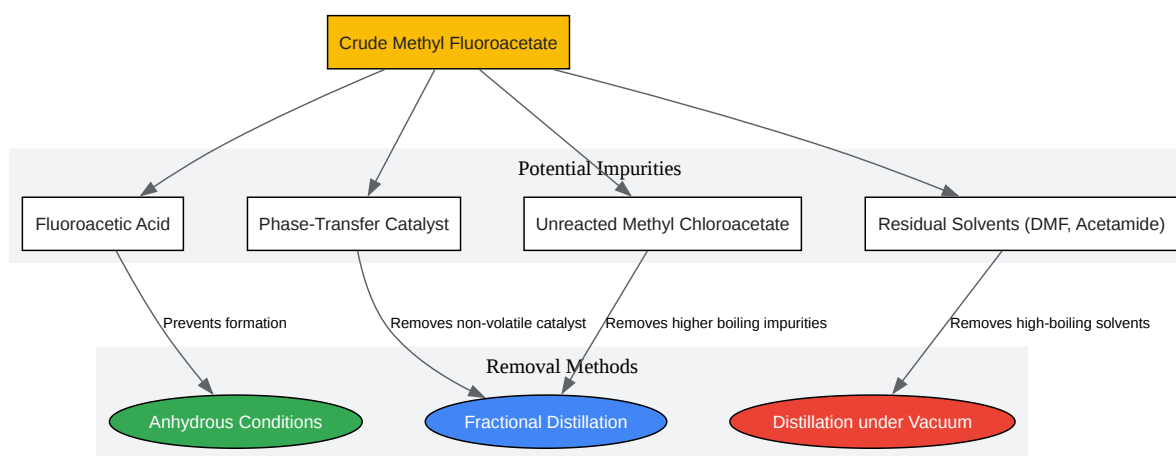 Crude Methyl Fluoroacetate
Potential Impurities
Fluoroacetic Acid
Phase-Transfer Catalyst
Unreacted Methyl Chloroacetate
Residual Solvents (DMF, Acetamide)
Prevents formation
Removes non-volatile catalyst
Removes higher boiling impurities
Removes high-boiling solvents
Removal Methods
Anhydrous Conditions
Fractional Distillation
Distillation under Vacuum